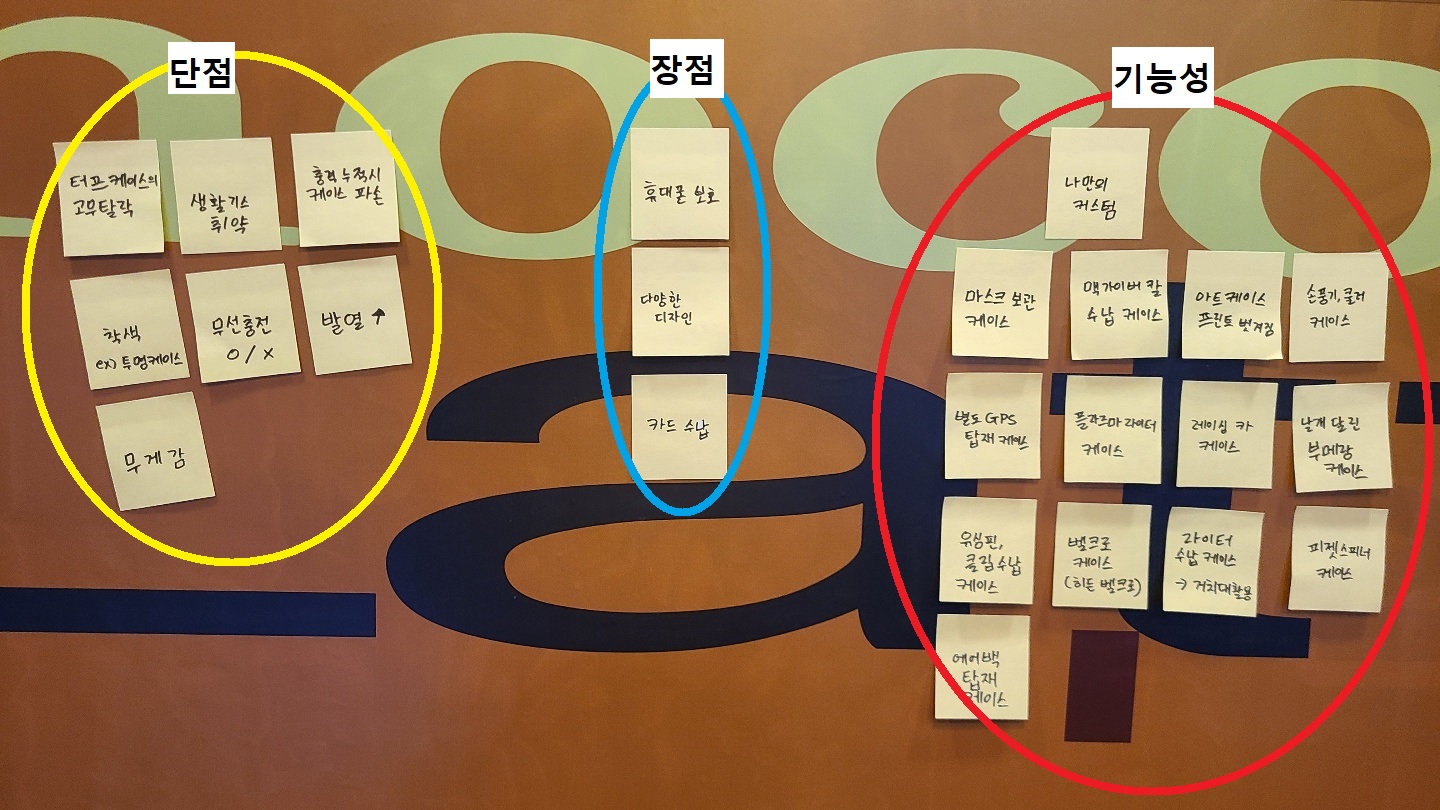 단점
터프케이스의
고무탈락
생활기스
취약
충격 누적시
케이스 파손
착색
ex) 투명케이스
무선충전
O / X
발열 ↑
무게감
장점
휴대폰 보호
다양한
디자인
카드 수납
기능성
나만의
커스텀
마스크 보관
케이스
맥가이버 칼
수납 케이스
아트케이스
프린트 벗겨짐
손풍기, 쿨러
케이스
별도 GPS
탑재 케이스
플라즈마 라이터
케이스
레이싱 카
케이스
날개 달린
부메랑
케이스
유심핀,
클립수납
케이스
벨크로
케이스
(히든 벨크로)
라이터
수납 케이스
→ 거치대활용
피젯스피너
케이스
에어백
탑재
케이스